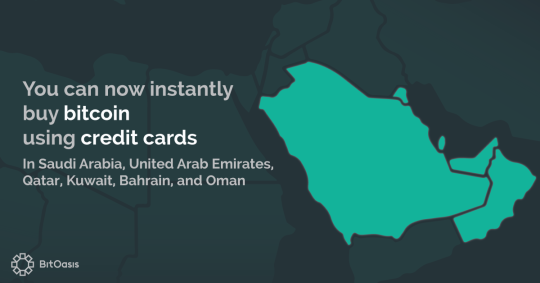 You can now instantly
buy bitcoin
using credit cards
In Saudi Arabia, United Arab Emirates,
Qatar, Kuwait, Bahrain, and Oman
BitOasis